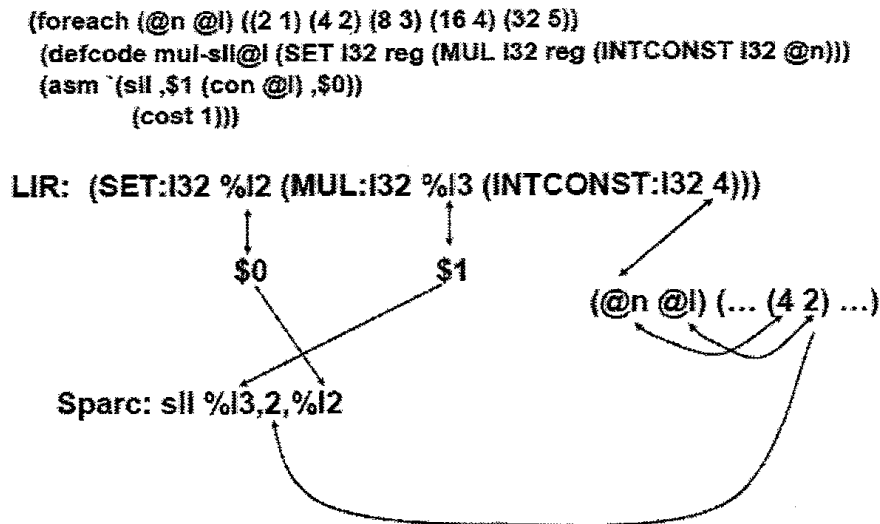 (foreach (@n @l) ((2 1) (4 2) (8 3) (16 4) (32 5))
(defcode mul-sll@l (SET I32 reg (MUL I32 reg (INTCONST I32 @n)))
(asm `(sll ,$1 (con @l) ,$0))
(cost 1)))
LIR: (SET:I32 %l2 (MUL:I32 %l3 (INTCONST:I32 4)))
$0 $1
(@n @l) (... (4 2) ...)
Sparc: sll %l3,2,%l2